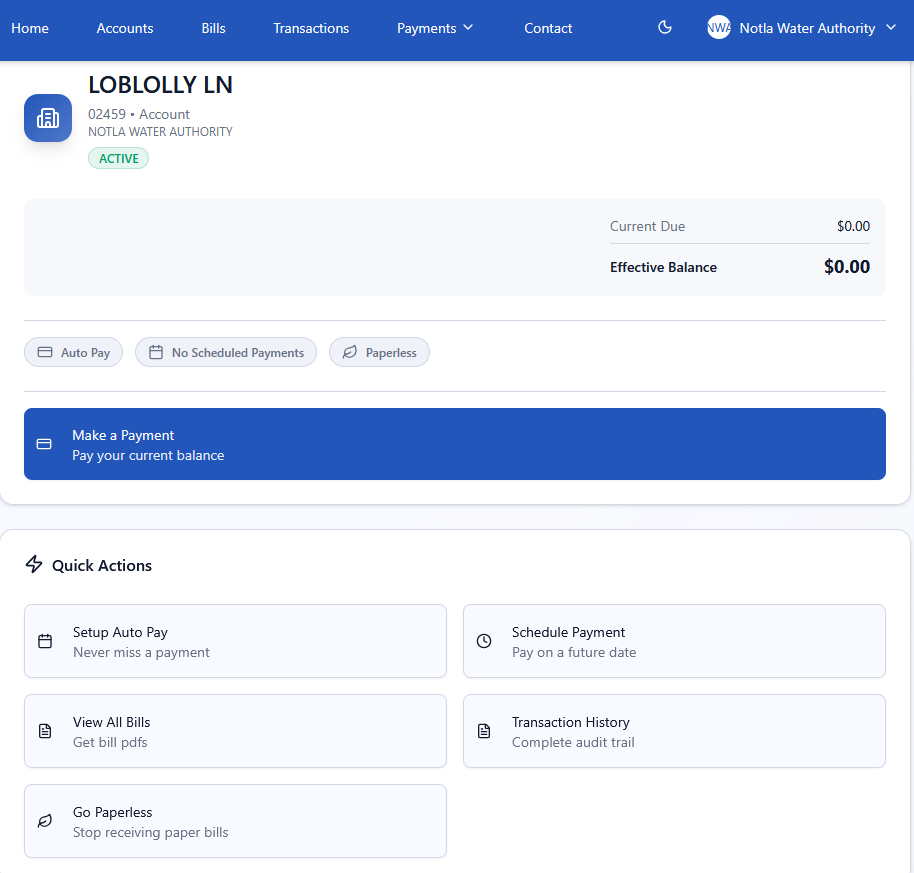 Home Accounts Bills Transactions Payments Contact NWA Notla Water Authority
LOBLOLLY LN
02459 • Account
NOTLA WATER AUTHORITY
ACTIVE
Current Due $0.00
Effective Balance $0.00
Auto Pay No Scheduled Payments Paperless
Make a Payment
Pay your current balance
Quick Actions
Setup Auto Pay
Never miss a payment
Schedule Payment
Pay on a future date
View All Bills
Get bill pdfs
Transaction History
Complete audit trail
Go Paperless
Stop receiving paper bills